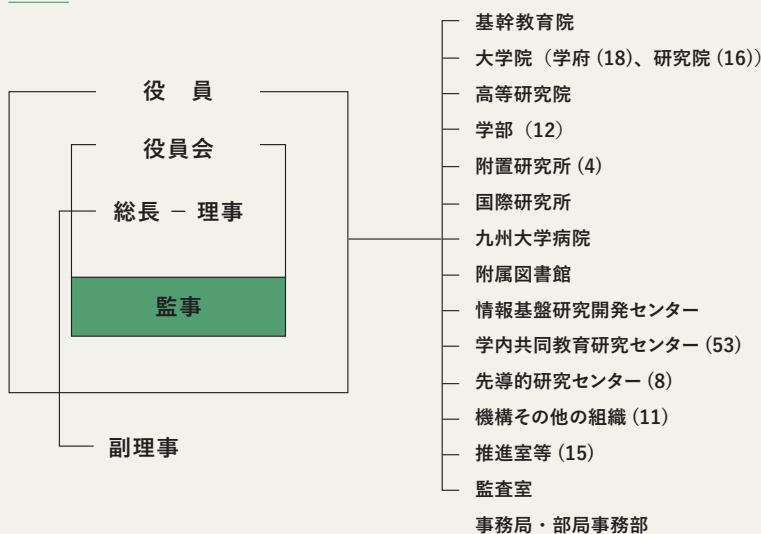 役　員
役員会
総長 － 理事
監事
副理事
基幹教育院
大学院（学府 (18)、研究院 (16)）
高等研究院
学部（12）
附置研究所 (4)
国際研究所
九州大学病院
附属図書館
情報基盤研究開発センター
学内共同教育研究センター (53)
先導的研究センター (8)
機構その他の組織 (11)
推進室等 (15)
監査室
事務局・部局事務部